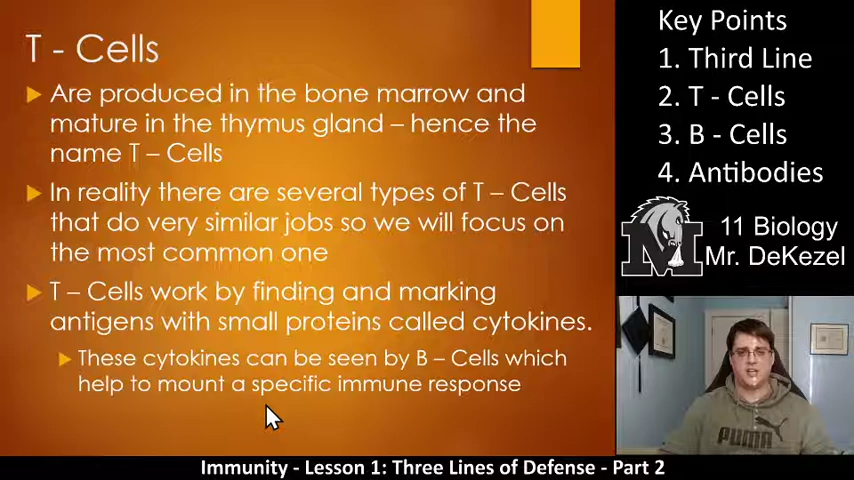 T - Cells
Are produced in the bone marrow and
mature in the thymus gland – hence the
name T – Cells
In reality there are several types of T – Cells
that do very similar jobs so we will focus on
the most common one
T – Cells work by finding and marking
antigens with small proteins called cytokines.
These cytokines can be seen by B – Cells which
help to mount a specific immune response
Key Points
1. Third Line
2. T - Cells
3. B - Cells
4. Antibodies
M
11 Biology
Mr. DeKezel
PUMA
Immunity - Lesson 1: Three Lines of Defense - Part 2